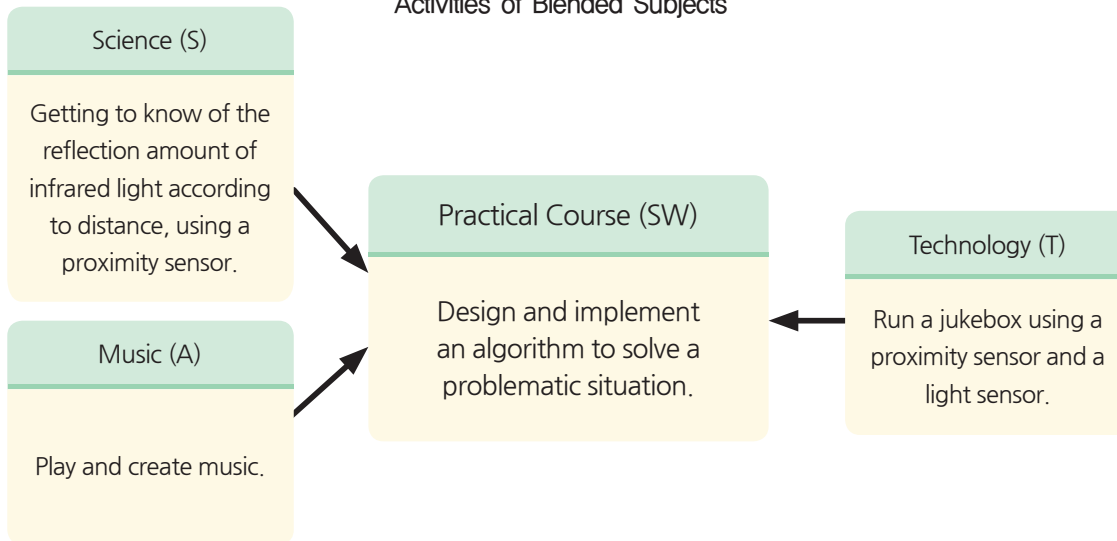 Activities of Blended Subjects
Science (S)
Getting to know of the
reflection amount of
infrared light according
to distance, using a
proximity sensor.
Music (A)
Play and create music.
Practical Course (SW)
Design and implement
an algorithm to solve a
problematic situation.
Technology (T)
Run a jukebox using a
proximity sensor and a
light sensor.